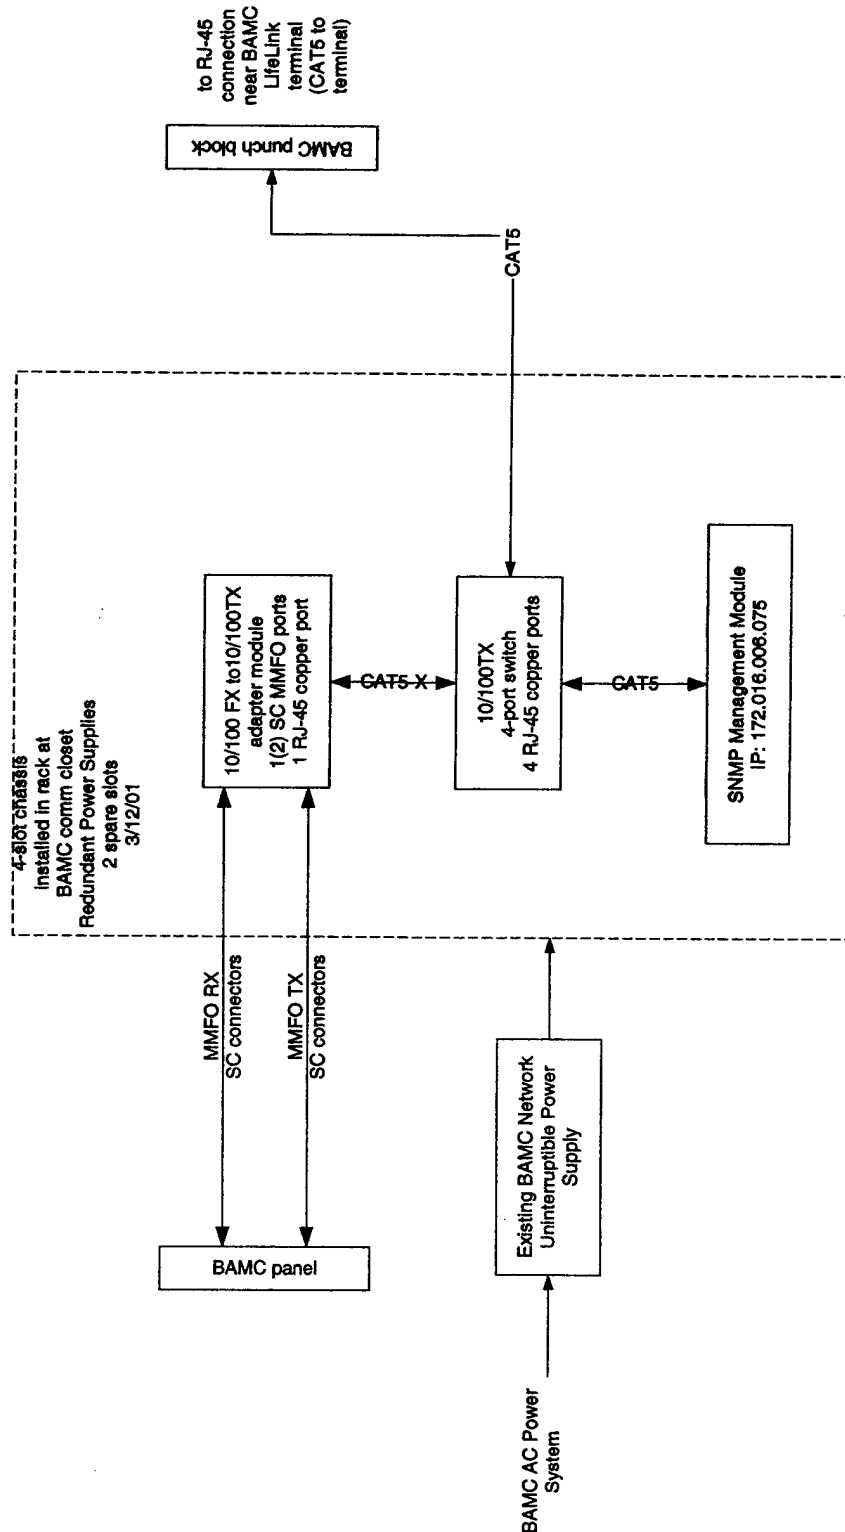 4-slot chassis
installed in rack at
BAMC comm closet
Redundant Power Supplies
2 spare slots
3/12/01
to RJ-45
connection
near BAMC
LifeLink
terminal
(CAT5 to
terminal)
BAMC punch block
BAMC panel
MMFO RX
SC connectors
MMFO TX
SC connectors
10/100 FX to10/100TX
adapter module
1(2) SC MMFO ports
1 RJ-45 copper port
CAT5 X
10/100TX
4-port switch
4 RJ-45 copper ports
CAT5
CAT5
SNMP Management Module
IP: 172.016.006.075
BAMC AC Power
System
Existing BAMC Network
Uninterruptible Power
Supply